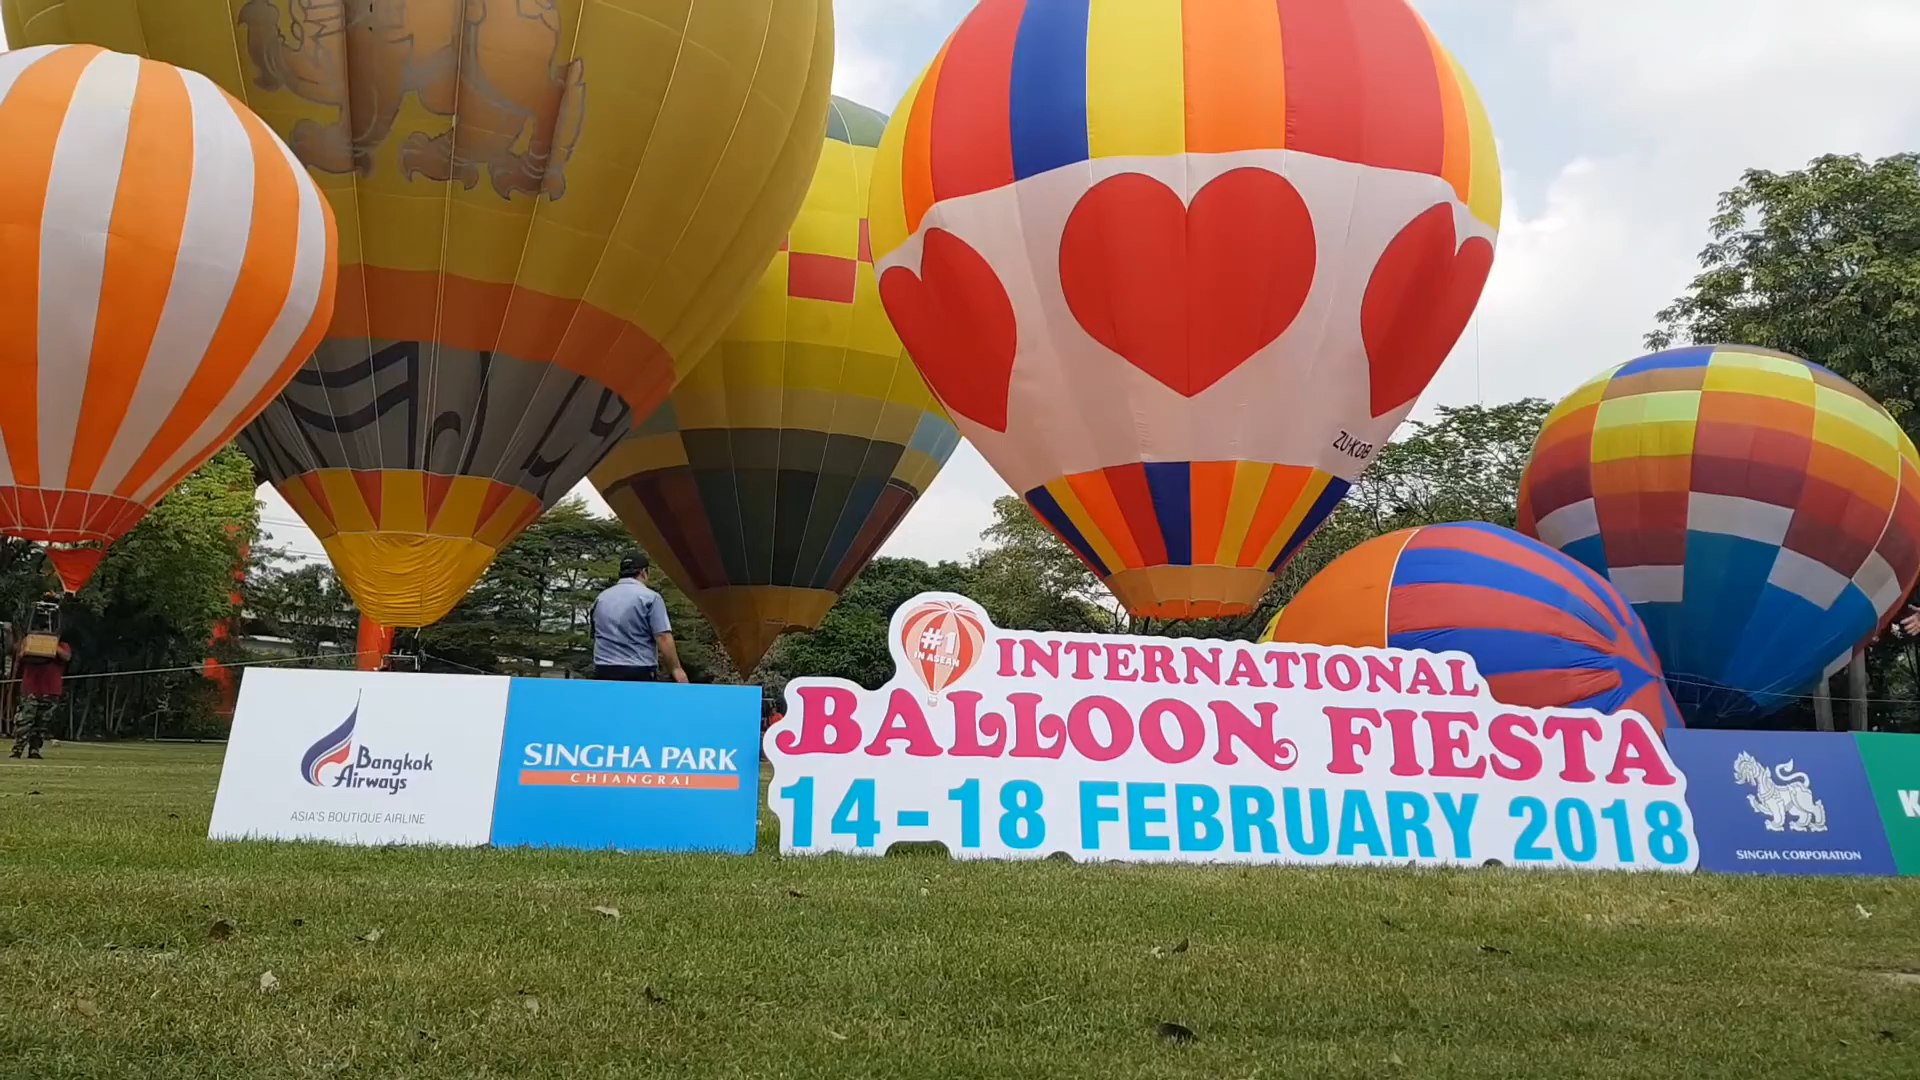 ZU-KOB
#1
IN ASEAN
INTERNATIONAL
BALLOON FIESTA
14-18 FEBRUARY 2018
Bangkok
Airways
ASIA'S BOUTIQUE AIRLINE
SINGHA PARK
CHIANGRAI
SINGHA CORPORATION
K